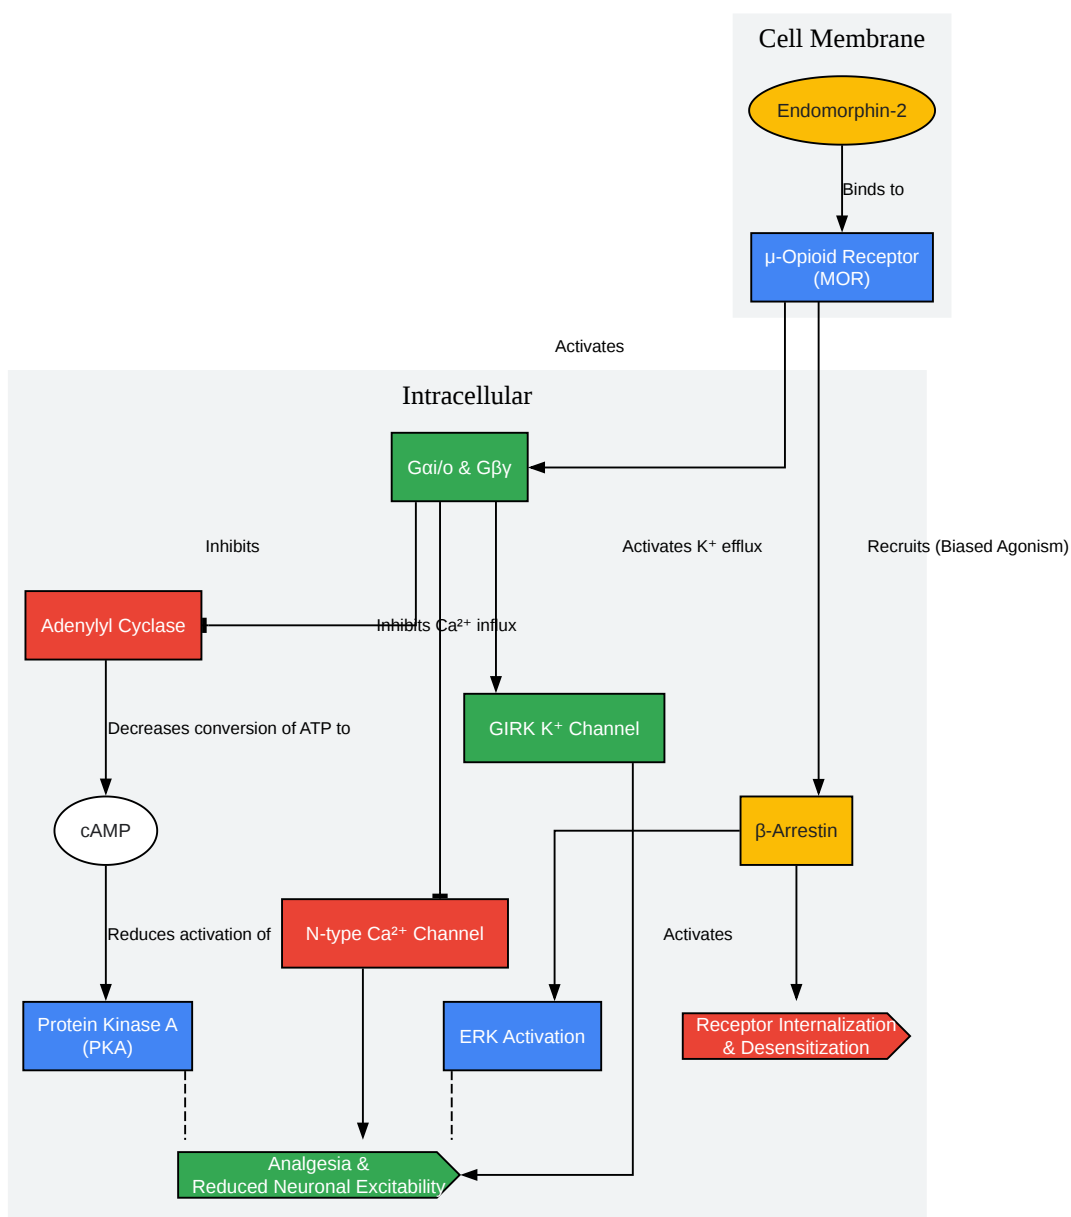 Cell Membrane
Endomorphin-2
Binds to
μ-Opioid Receptor
(MOR)
Activates
Intracellular
Gαi/o & Gβγ
Inhibits
Activates K⁺ efflux
Recruits (Biased Agonism)
Adenylyl Cyclase
Inhibits Ca²⁺ influx
Decreases conversion of ATP to
GIRK K⁺ Channel
cAMP
β-Arrestin
Reduces activation of
N-type Ca²⁺ Channel
Activates
Protein Kinase A
(PKA)
ERK Activation
Receptor Internalization
& Desensitization
Analgesia &
Reduced Neuronal Excitability